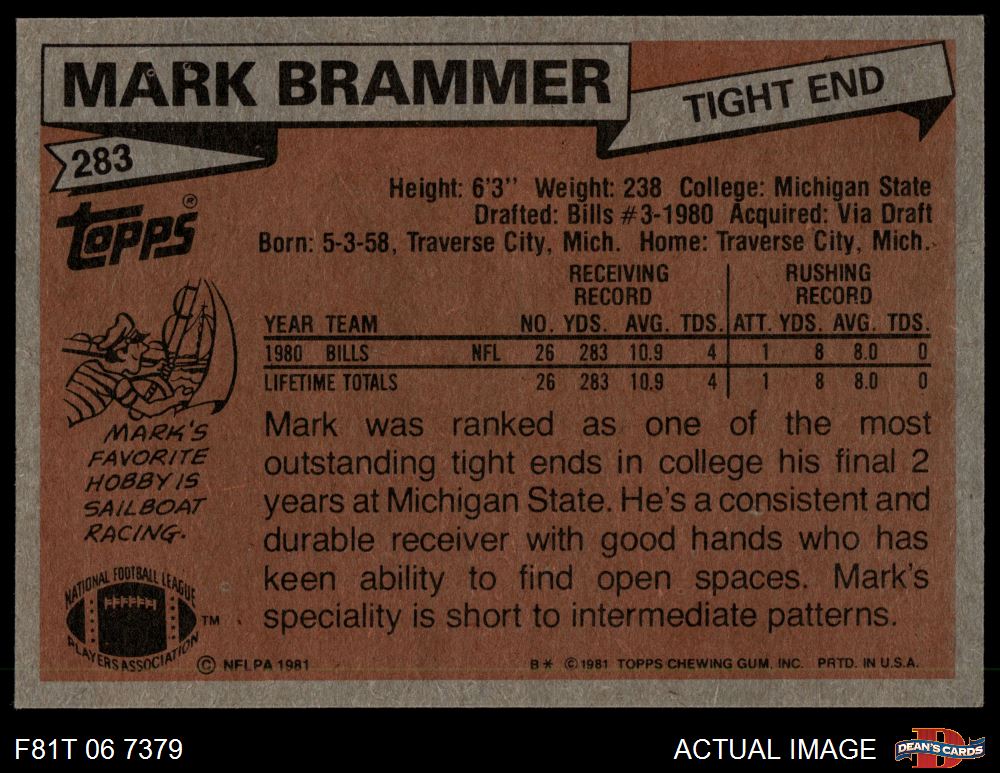 MARK BRAMMER
TIGHT END
283
TOPPS®
Height: 6'3" Weight: 238 College: Michigan State
Drafted: Bills #3-1980 Acquired: Via Draft
Born: 5-3-58, Traverse City, Mich. Home: Traverse City, Mich.
RECEIVING RECORD RUSHING RECORD
YEAR TEAM NO. YDS. AVG. TDS. ATT. YDS. AVG. TDS.
1980 BILLS NFL 26 283 10.9 4 1 8 8.0 0
LIFETIME TOTALS 26 283 10.9 4 1 8 8.0 0
MARK'S
FAVORITE
HOBBY IS
SAILBOAT
RACING.
Mark was ranked as one of the most
outstanding tight ends in college his final 2
years at Michigan State. He's a consistent and
durable receiver with good hands who has
keen ability to find open spaces. Mark's
speciality is short to intermediate patterns.
NATIONAL FOOTBALL LEAGUE
PLAYERS ASSOCIATION
TM
© NFLPA 1981
B* © 1981 TOPPS CHEWING GUM, INC. PRTD. IN U.S.A.
F81T 06 7379
ACTUAL IMAGE
D
DEAN'S CARDS